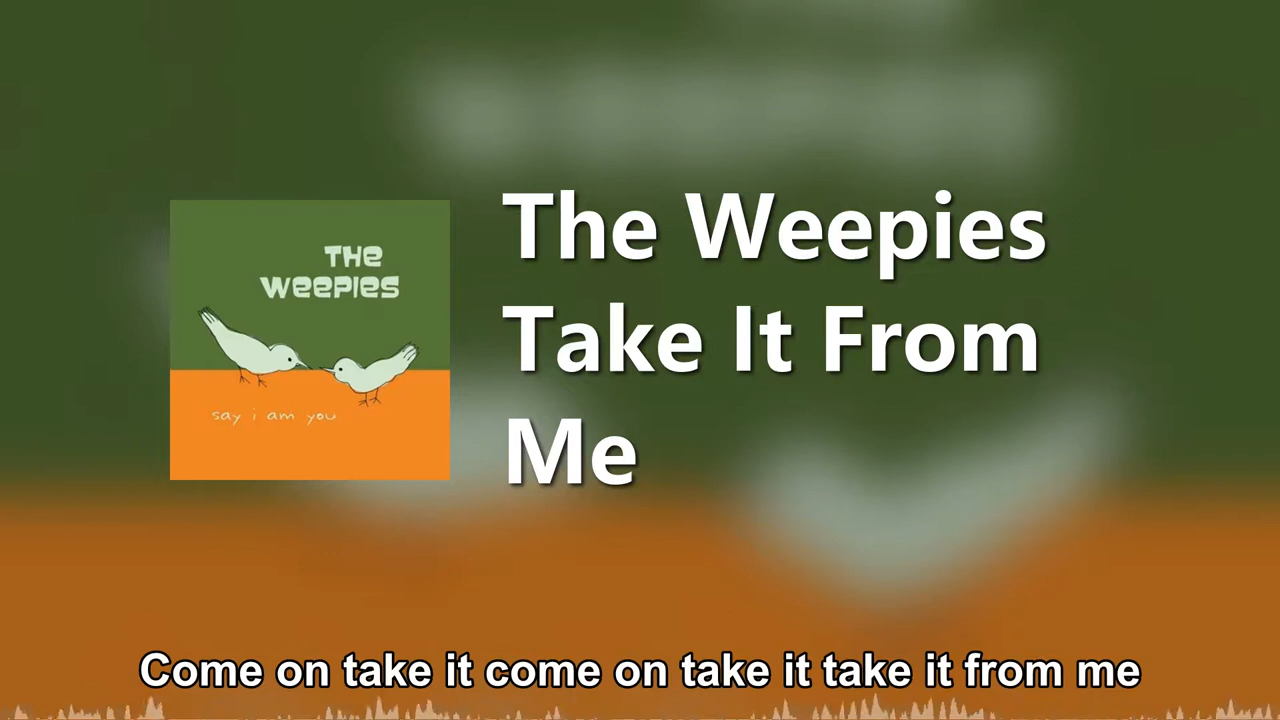 THE
WEEPIES
say i am you
The Weepies
Take It From
Me
Come on take it come on take it take it from me